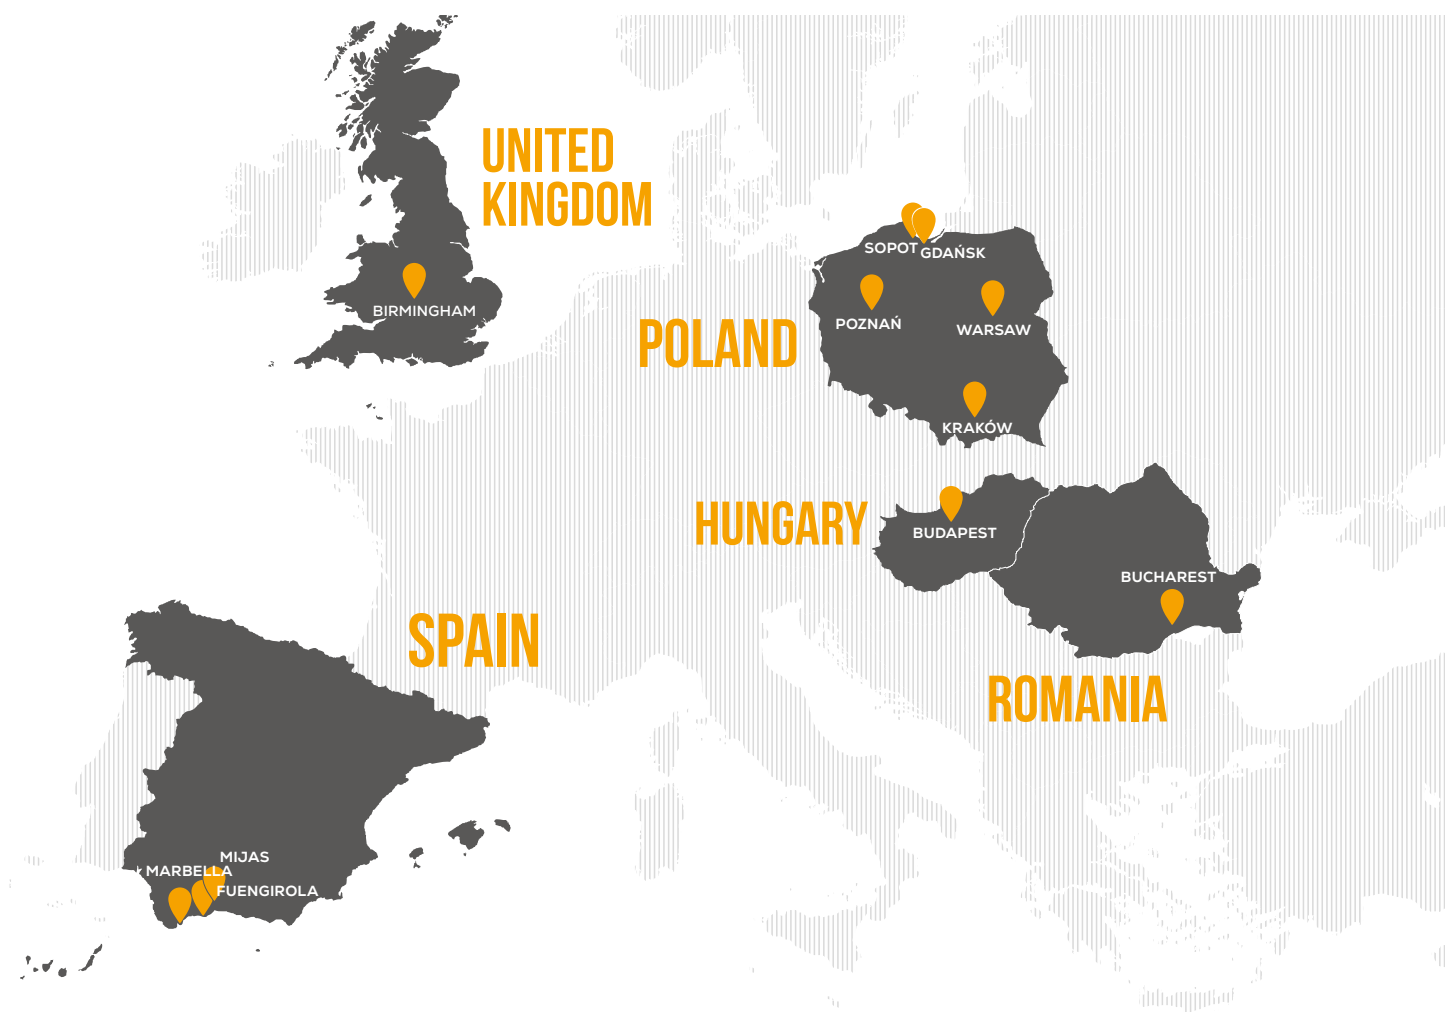 UNITED
KINGDOM
BIRMINGHAM
SOPOT
GDAŃSK
POZNAŃ
WARSAW
POLAND
KRAKÓW
HUNGARY
BUDAPEST
BUCHAREST
ROMANIA
SPAIN
MIJAS
MARBELLA
FUENGIROLA